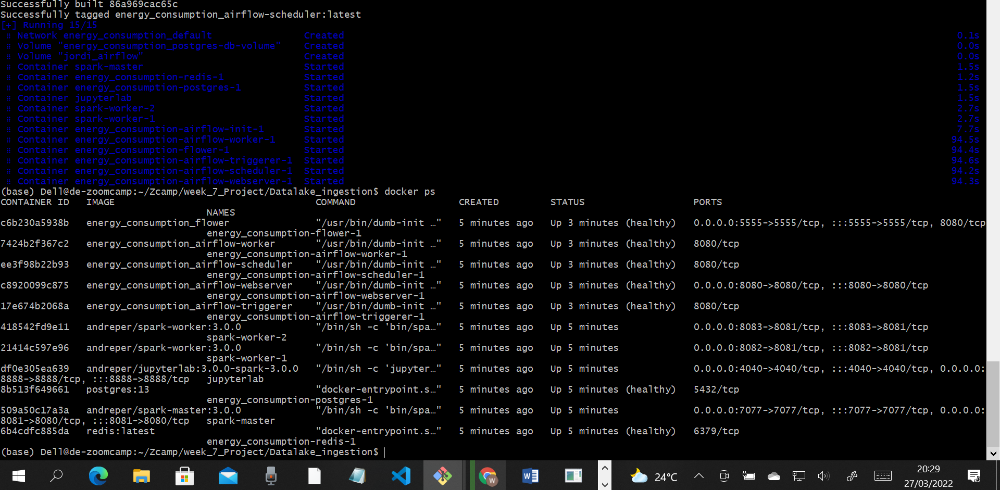 Successfully built 86a969cac65c
Successfully tagged energy_consumption_airflow-scheduler:latest
[+] Running 15/15
⠿ Network energy_consumption_default Created 0.1s
⠿ Volume "energy_consumption_postgres-db-volume" Created 0.0s
⠿ Volume "jordi_airflow" Created 0.0s
⠿ Container spark-master Started 1.5s
⠿ Container energy_consumption-redis-1 Started 1.2s
⠿ Container energy_consumption-postgres-1 Started 1.5s
⠿ Container jupyterlab Started 1.5s
⠿ Container spark-worker-2 Started 2.7s
⠿ Container spark-worker-1 Started 2.7s
⠿ Container energy_consumption-airflow-init-1 Started 7.7s
⠿ Container energy_consumption-airflow-worker-1 Started 94.5s
⠿ Container energy_consumption-flower-1 Started 94.4s
⠿ Container energy_consumption-airflow-triggerer-1 Started 94.6s
⠿ Container energy_consumption-airflow-scheduler-1 Started 94.2s
⠿ Container energy_consumption-airflow-webserver-1 Started 94.3s
(base) Dell@de-zoomcamp:~/Zcamp/week_7_Project/Datalake_ingestion$ docker ps
CONTAINER ID IMAGE COMMAND CREATED STATUS PORTS
NAMES
c6b230a5938b energy_consumption_flower "/usr/bin/dumb-init …" 5 minutes ago Up 3 minutes (healthy) 0.0.0.0:5555->5555/tcp, :::5555->5555/tcp, 8080/tcp
energy_consumption-flower-1
7424b2f367c2 energy_consumption_airflow-worker "/usr/bin/dumb-init …" 5 minutes ago Up 3 minutes (healthy) 8080/tcp
energy_consumption-airflow-worker-1
ee3f98b22b93 energy_consumption_airflow-scheduler "/usr/bin/dumb-init …" 5 minutes ago Up 3 minutes (healthy) 8080/tcp
energy_consumption-airflow-scheduler-1
c8920099c875 energy_consumption_airflow-webserver "/usr/bin/dumb-init …" 5 minutes ago Up 3 minutes (healthy) 0.0.0.0:8080->8080/tcp, :::8080->8080/tcp
energy_consumption-airflow-webserver-1
17e674b2068a energy_consumption_airflow-triggerer "/usr/bin/dumb-init …" 5 minutes ago Up 3 minutes (healthy) 8080/tcp
energy_consumption-airflow-triggerer-1
418542fd9e11 andreper/spark-worker:3.0.0 "/bin/sh -c 'bin/spa…" 5 minutes ago Up 5 minutes 0.0.0.0:8083->8081/tcp, :::8083->8081/tcp
spark-worker-2
21414c597e96 andreper/spark-worker:3.0.0 "/bin/sh -c 'bin/spa…" 5 minutes ago Up 5 minutes 0.0.0.0:8082->8081/tcp, :::8082->8081/tcp
spark-worker-1
df0e305ea639 andreper/jupyterlab:3.0.0-spark-3.0.0 "/bin/sh -c 'jupyter…" 5 minutes ago Up 5 minutes 0.0.0.0:4040->4040/tcp, :::4040->4040/tcp, 0.0.0.0:
8888->8888/tcp, :::8888->8888/tcp jupyterlab
8b513f649661 postgres:13 "docker-entrypoint.s…" 5 minutes ago Up 5 minutes (healthy) 5432/tcp
energy_consumption-postgres-1
509a50c17a3a andreper/spark-master:3.0.0 "/bin/sh -c 'bin/spa…" 5 minutes ago Up 5 minutes 0.0.0.0:7077->7077/tcp, :::7077->7077/tcp, 0.0.0.0:
8081->8080/tcp, :::8081->8080/tcp spark-master
6b4cdfc885da redis:latest "docker-entrypoint.s…" 5 minutes ago Up 5 minutes (healthy) 6379/tcp
energy_consumption-redis-1
(base) Dell@de-zoomcamp:~/Zcamp/week_7_Project/Datalake_ingestion$
W
W
24°C
20:29
27/03/2022